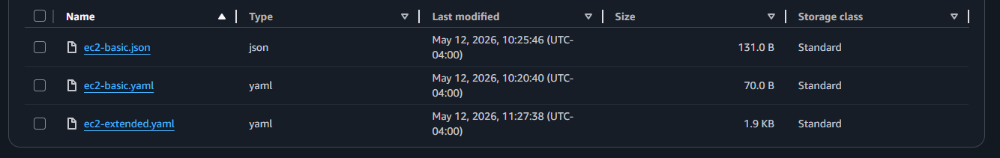 Name Type Last modified Size Storage class
ec2-basic.json json May 12, 2026, 10:25:46 (UTC-
04:00) 131.0 B Standard
ec2-basic.yaml yaml May 12, 2026, 10:20:40 (UTC-
04:00) 70.0 B Standard
ec2-extended.yaml yaml May 12, 2026, 11:27:38 (UTC-
04:00) 1.9 KB Standard